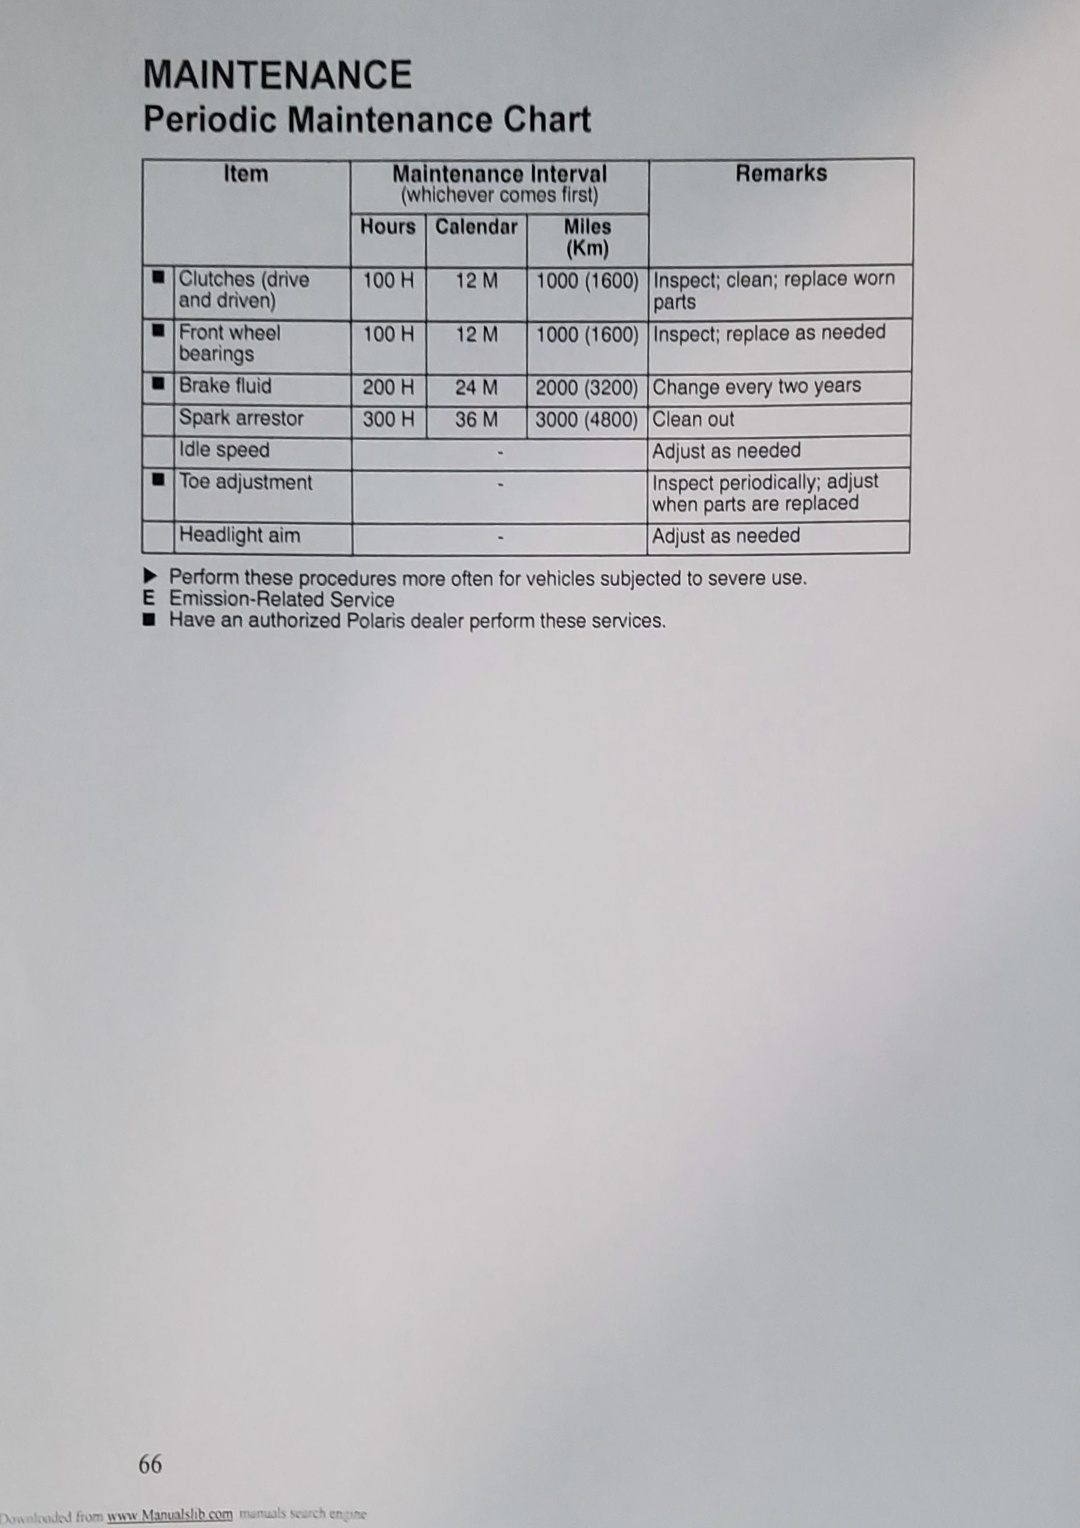 MAINTENANCE
Periodic Maintenance Chart
Item Maintenance Interval Remarks
(whichever comes first)
Hours Calendar Miles
(Km)
■ Clutches (drive 100 H 12 M 1000 (1600) Inspect; clean; replace worn
and driven) parts
■ Front wheel 100 H 12 M 1000 (1600) Inspect; replace as needed
bearings
■ Brake fluid 200 H 24 M 2000 (3200) Change every two years
Spark arrestor 300 H 36 M 3000 (4800) Clean out
Idle speed - Adjust as needed
■ Toe adjustment - Inspect periodically; adjust
when parts are replaced
Headlight aim - Adjust as needed
▶ Perform these procedures more often for vehicles subjected to severe use.
E Emission-Related Service
■ Have an authorized Polaris dealer perform these services.
66
Downloaded from www.Manualslib.com manuals search engine